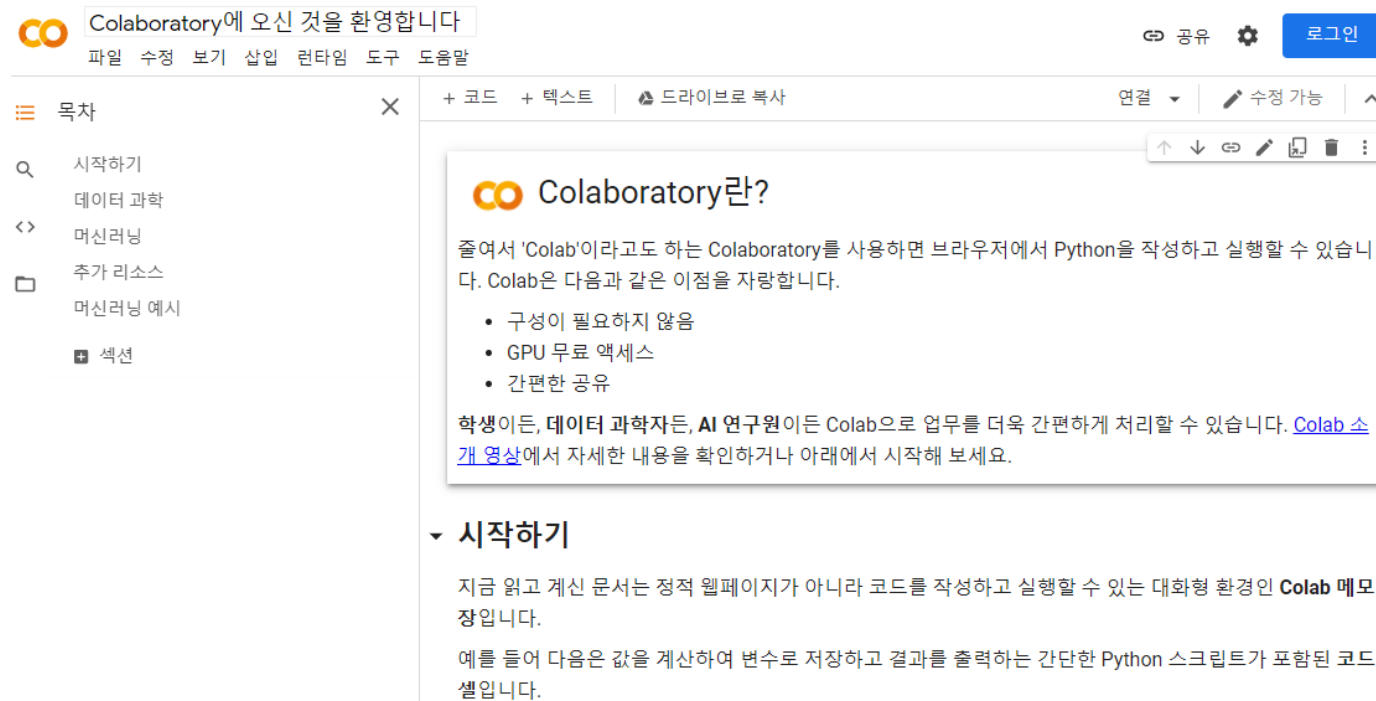 Colaboratory에 오신 것을 환영합니다
파일 수정 보기 삽입 런타임 도구 도움말
공유
로그인
목차
시작하기
데이터 과학
머신러닝
추가 리소스
머신러닝 예시
섹션
+ 코드 + 텍스트 드라이브로 복사
연결 수정 가능
CO Colaboratory란?
줄여서 'Colab'이라고도 하는 Colaboratory를 사용하면 브라우저에서 Python을 작성하고 실행할 수 있습니
다. Colab은 다음과 같은 이점을 자랑합니다.
• 구성이 필요하지 않음
• GPU 무료 액세스
• 간편한 공유
학생이든, 데이터 과학자든, AI 연구원이든 Colab으로 업무를 더욱 간편하게 처리할 수 있습니다. Colab 소
개 영상에서 자세한 내용을 확인하거나 아래에서 시작해 보세요.
시작하기
지금 읽고 계신 문서는 정적 웹페이지가 아니라 코드를 작성하고 실행할 수 있는 대화형 환경인 Colab 메모
장입니다.
예를 들어 다음은 값을 계산하여 변수로 저장하고 결과를 출력하는 간단한 Python 스크립트가 포함된 코드
셀입니다.